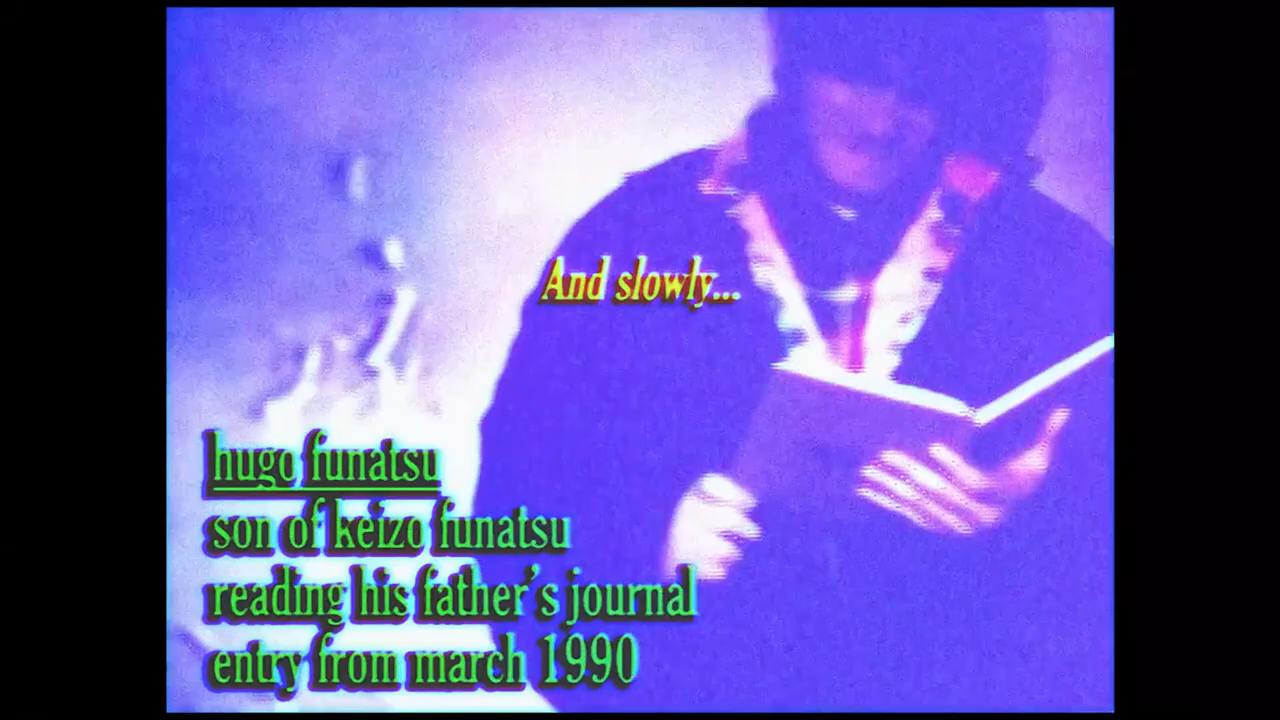 And slowly...
hugo funatsu
son of keizo funatsu
reading his father's journal
entry from march 1990